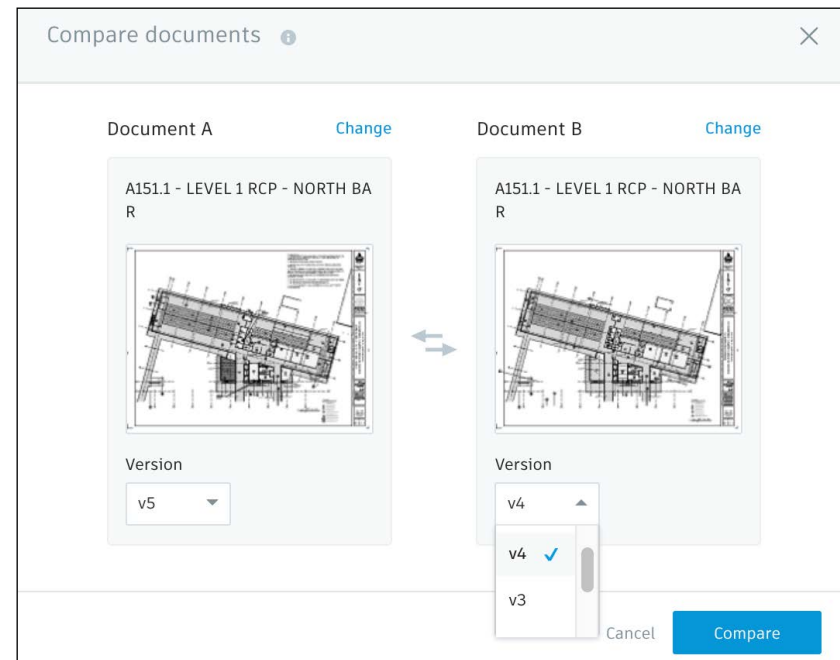 Compare documents
Document A
Change
Document B
Change
A151.1 - LEVEL 1 RCP - NORTH BA
R
A151.1 - LEVEL 1 RCP - NORTH BA
R
Version
v5
Version
v4
v4
v3
Cancel
Compare